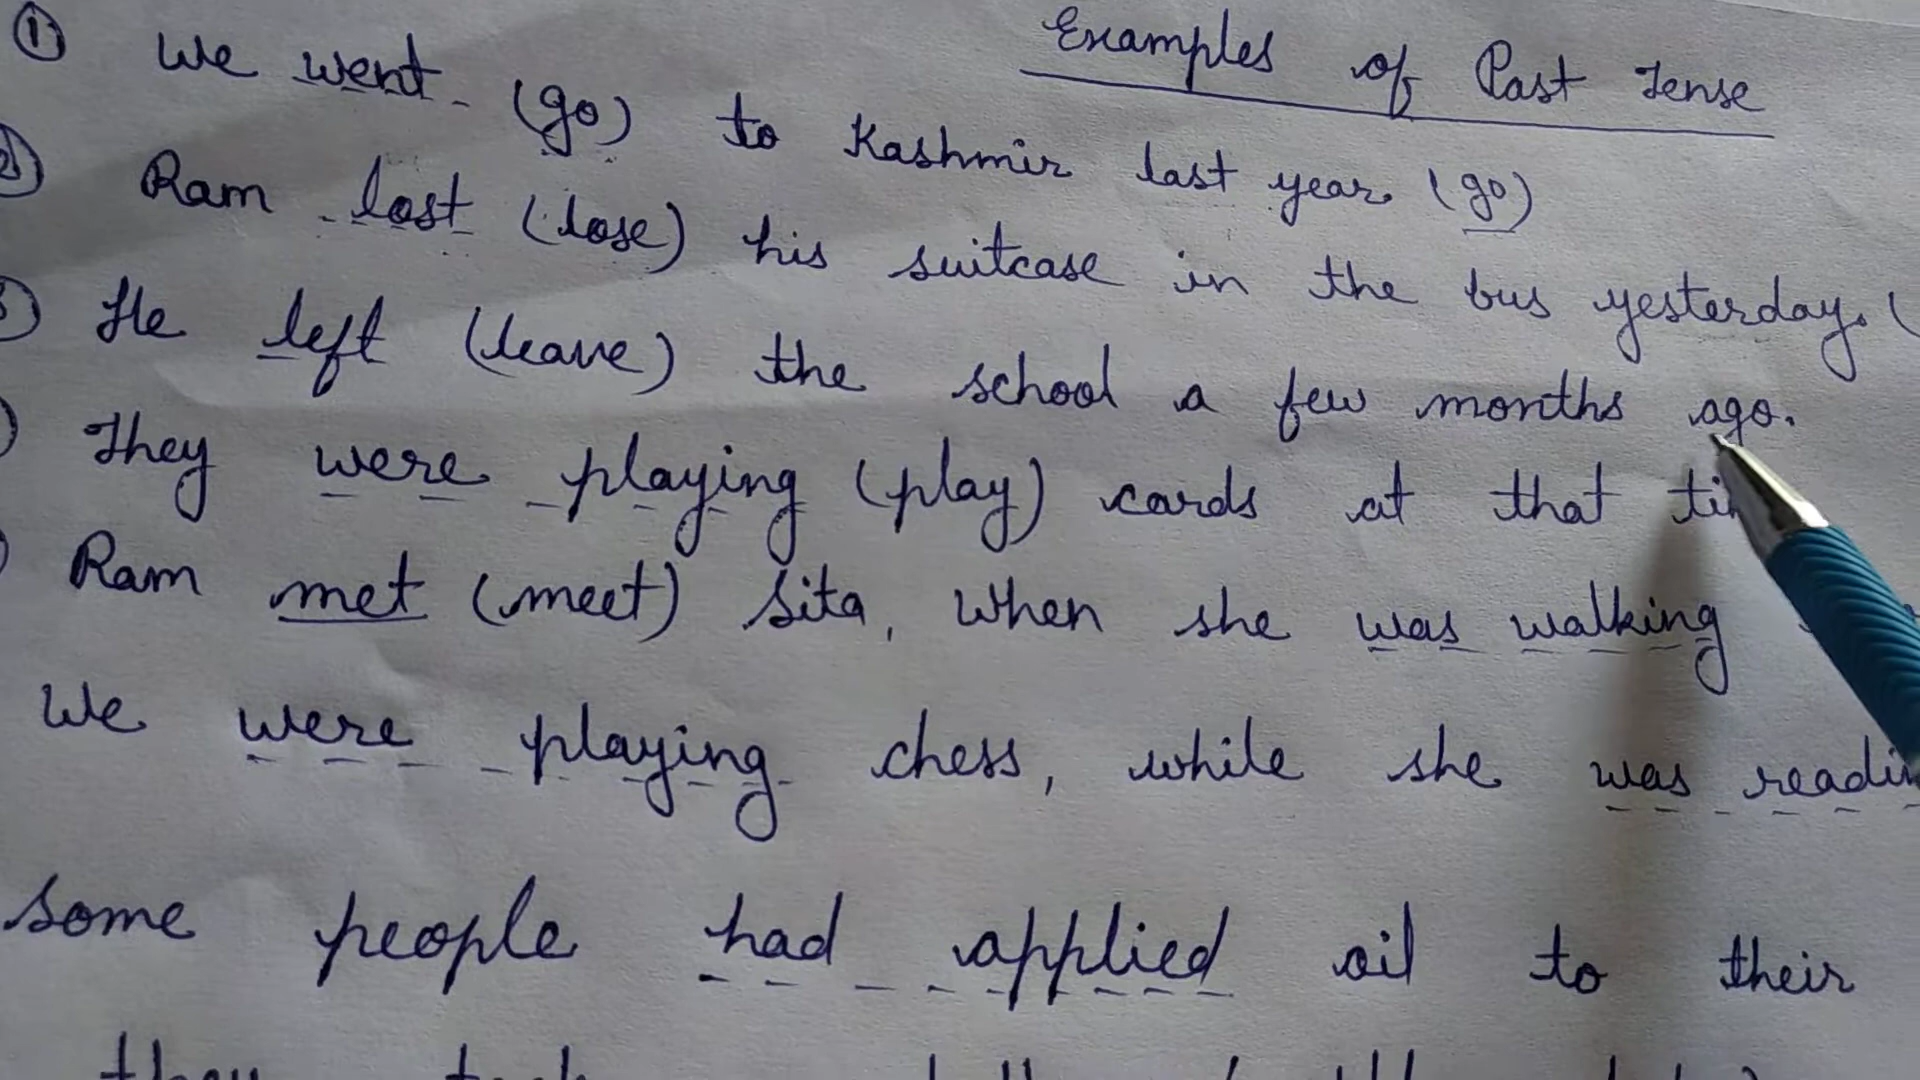 Examples of Past Tense
① We went (go) to Kashmir last year. (go)
Ram lost (lose) his suitcase in the bus yesterday. (
He left (leave) the school a few months ago.
They were playing (play) cards at that
Ram met (meet) Sita, when she was walking
We were playing chess, while she was
some people had applied oil to their
they